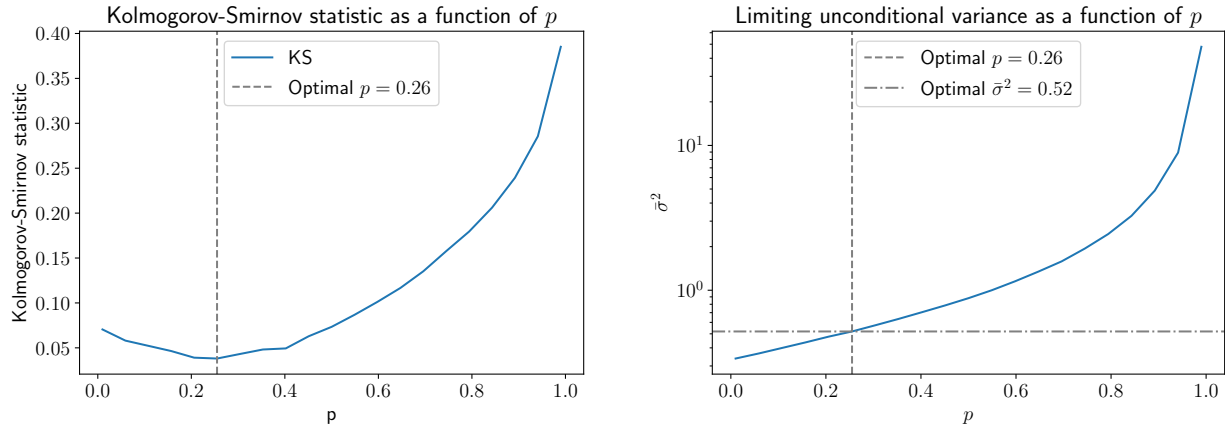 Kolmogorov-Smirnov statistic as a function of p
Kolmogorov-Smirnov statistic
0.40
0.35
0.30
0.25
0.20
0.15
0.10
0.05
KS
Optimal p = 0.26
0.0 0.2 0.4 0.6 0.8 1.0
p
Limiting unconditional variance as a function of p
σ̄²
10¹
10⁰
Optimal p = 0.26
Optimal σ̄² = 0.52
0.0 0.2 0.4 0.6 0.8 1.0
p